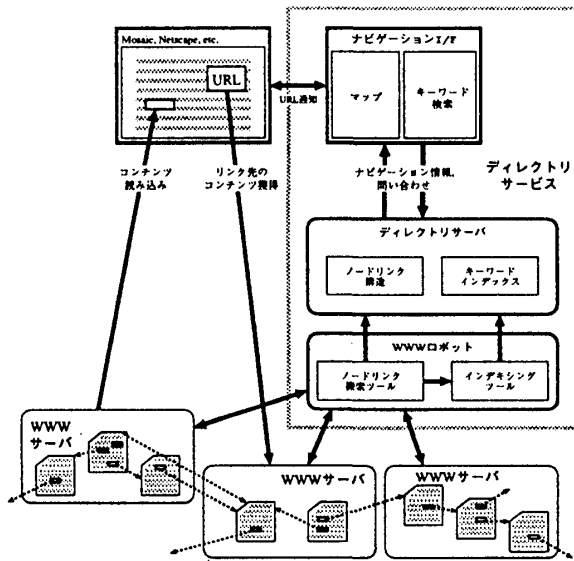 Mosaic, Netscape, etc.
URL
ナビゲーションI/F
マップ
キーワード
検索
URL通知
コンテンツ
読み込み
リンク先の
コンテンツ獲得
ナビゲーション情報,
問い合わせ
ディレクトリ
サービス
ディレクトリサーバ
ノードリンク
構造
キーワード
インデックス
WWWロボット
ノードリンク
探索ツール
インデキシング
ツール
WWW
サーバ
WWWサーバ
WWWサーバ